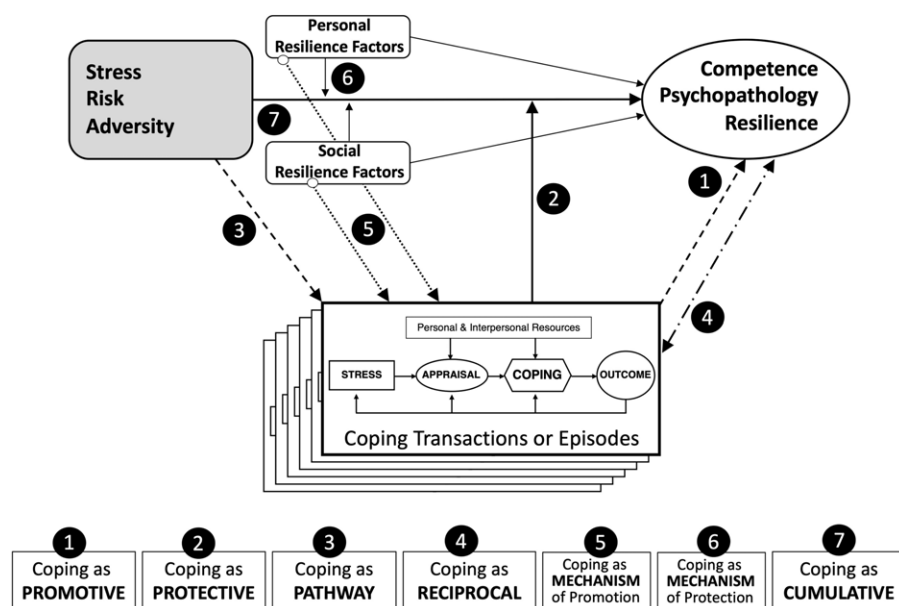 Personal
Resilience Factors
Stress
Risk
Adversity
6
7
Competence
Psychopathology
Resilience
Social
Resilience Factors
1
2
3
5
4
Personal & Interpersonal Resources
STRESS
APPRAISAL
COPING
OUTCOME
Coping Transactions or Episodes
1
Coping as
PROMOTIVE
2
Coping as
PROTECTIVE
3
Coping as
PATHWAY
4
Coping as
RECIPROCAL
5
Coping as
MECHANISM
of Promotion
6
Coping as
MECHANISM
of Protection
7
Coping as
CUMULATIVE